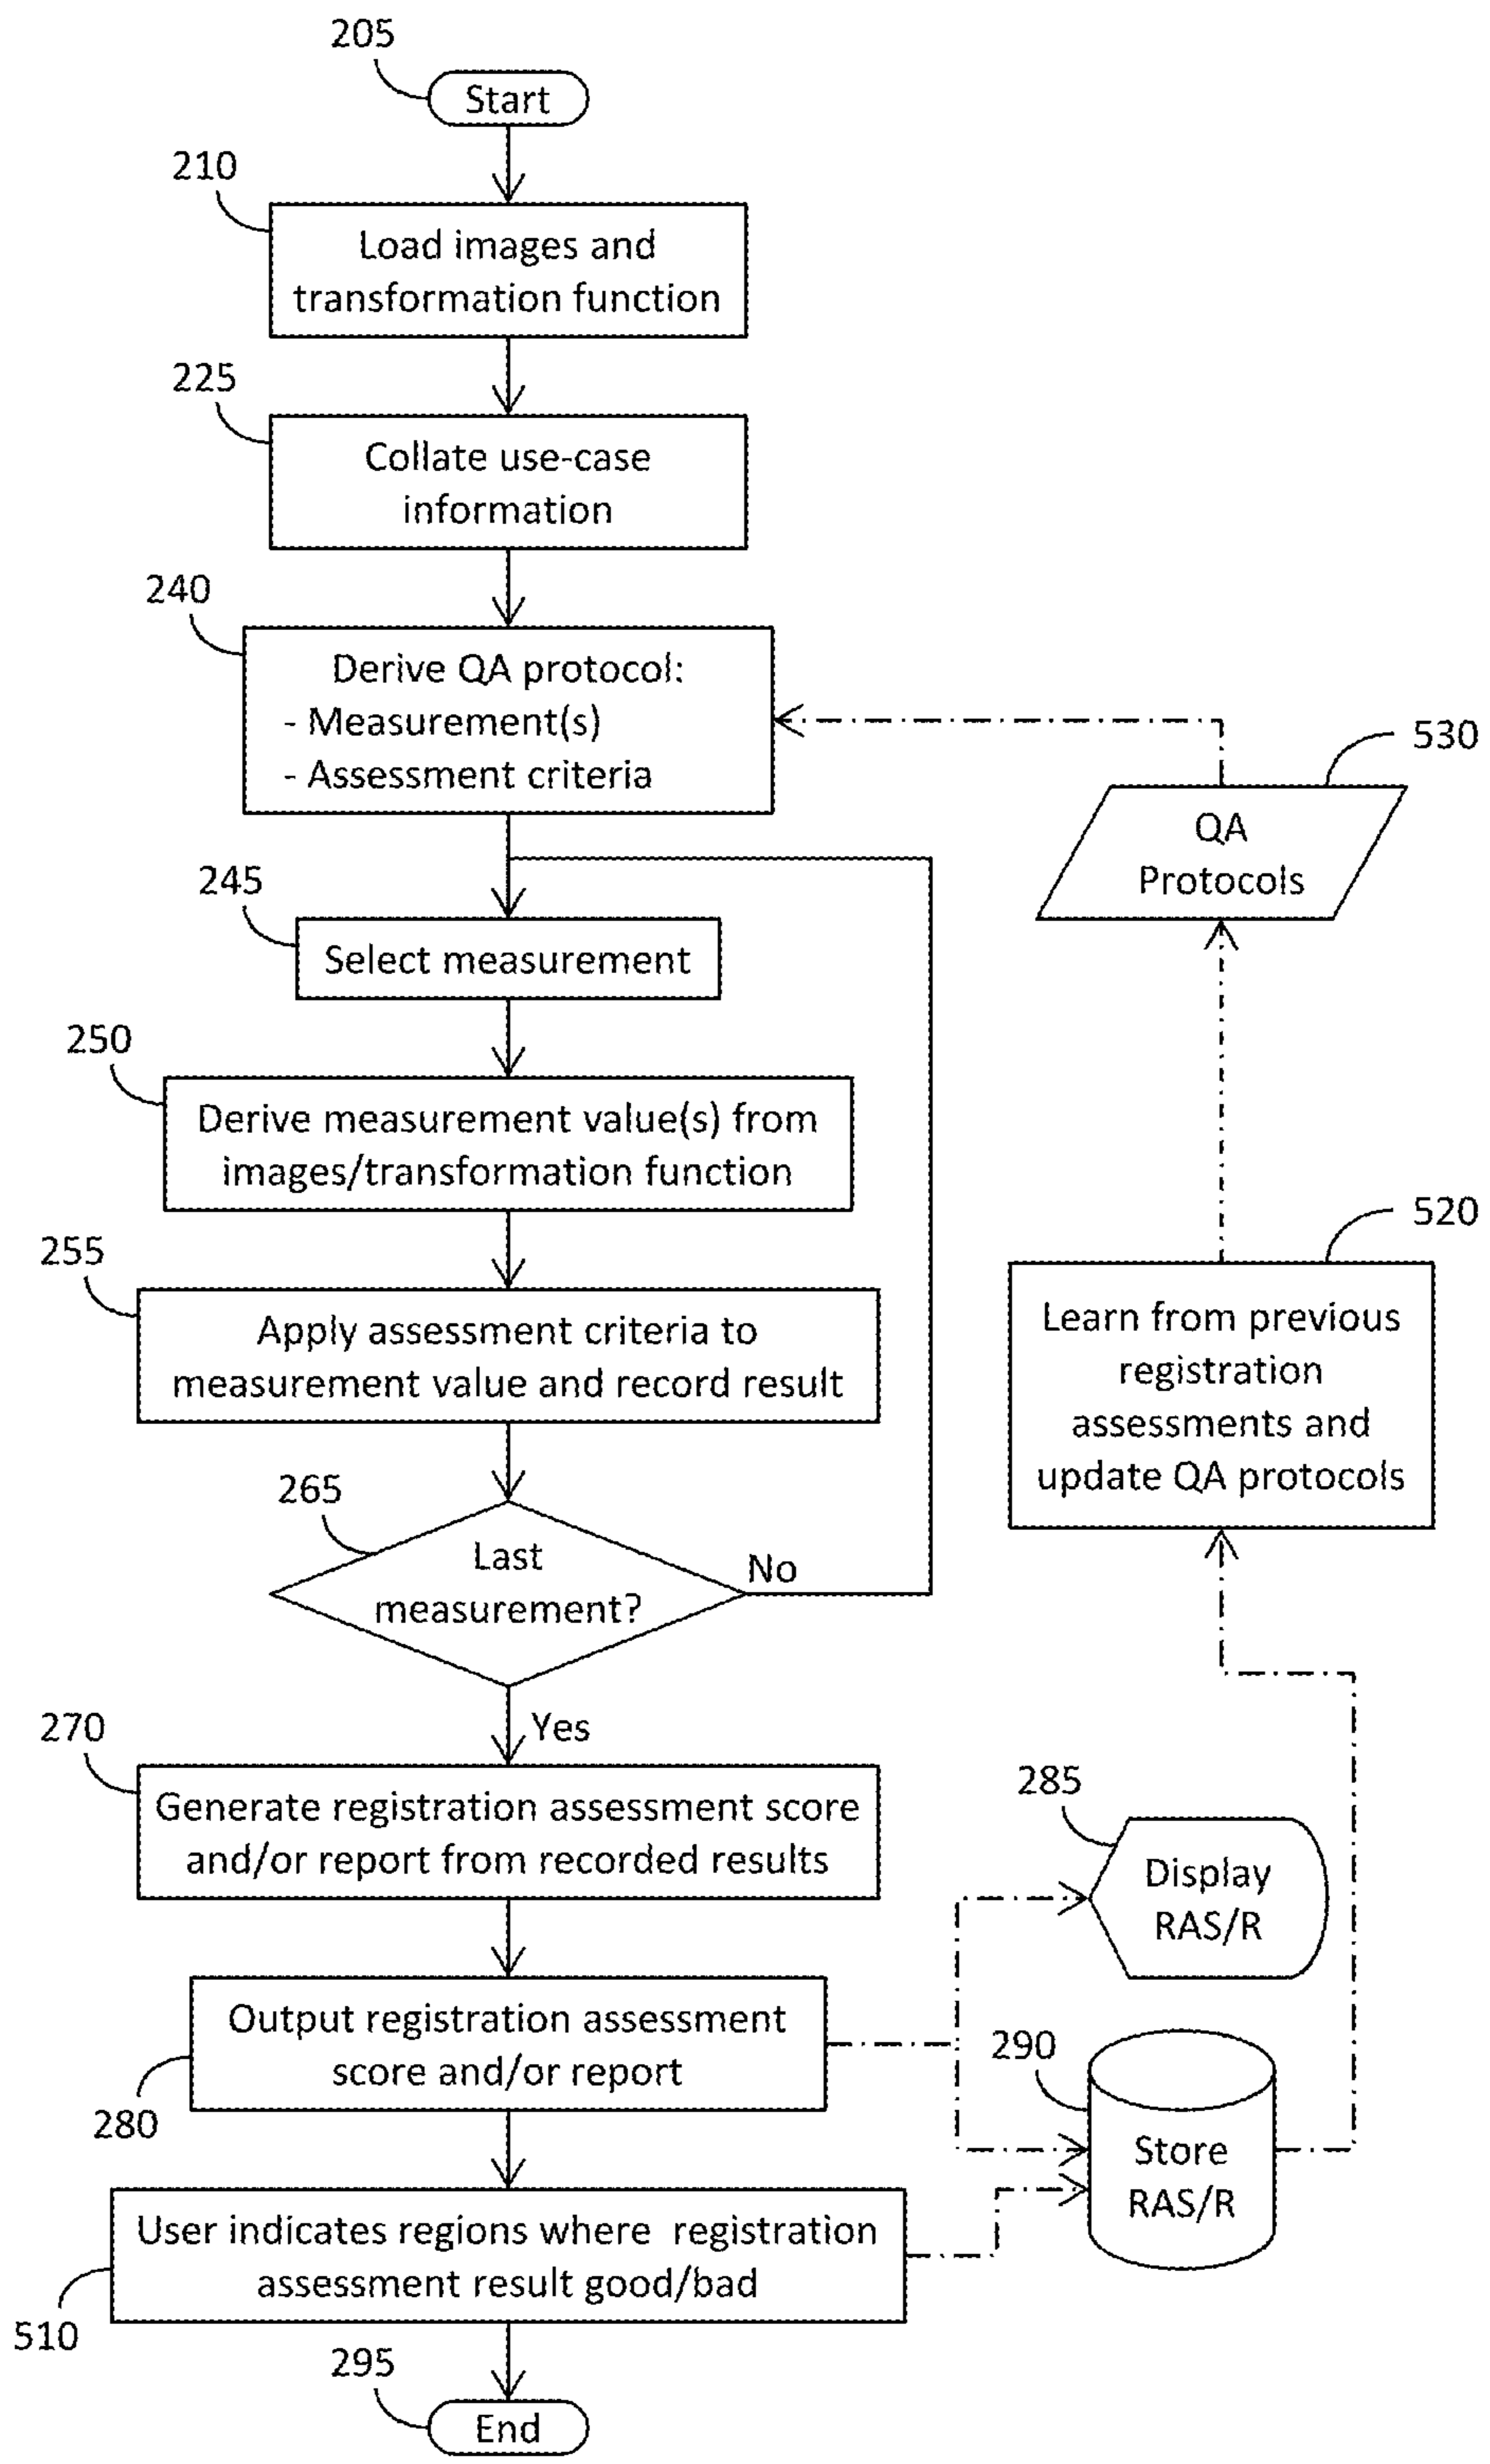 205
Start
210
Load images and
transformation function
225
Collate use-case
information
240
Derive QA protocol:
- Measurement(s)
- Assessment criteria
530
QA
Protocols
245
Select measurement
250
Derive measurement value(s) from
images/transformation function
520
Learn from previous
registration
assessments and
update QA protocols
255
Apply assessment criteria to
measurement value and record result
265
Last
measurement?
No
Yes
270
Generate registration assessment score
and/or report from recorded results
285
Display
RAS/R
280
Output registration assessment
score and/or report
290
Store
RAS/R
510
User indicates regions where registration
assessment result good/bad
295
End